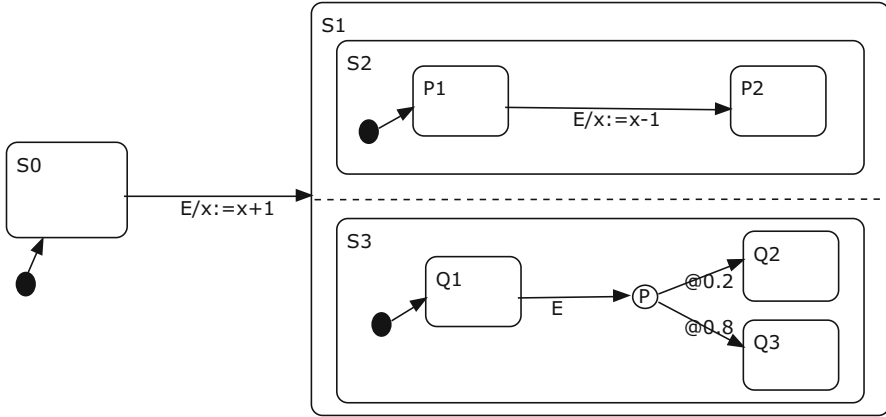 S1
S2
P1
P2
E/x:=x-1
S0
E/x:=x+1
S3
Q1
E
P
@0.2
Q2
@0.8
Q3